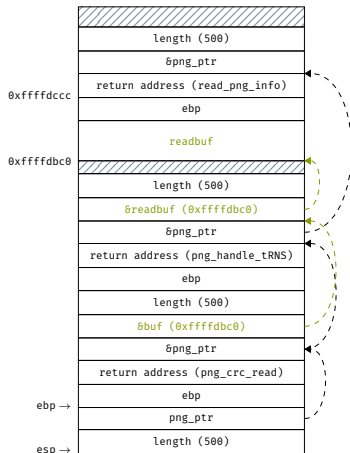 length (500)
&png_ptr
return address (read_png_info)
0xffffdccc
ebp
readbuf
0xffffdbc0
length (500)
&readbuf (0xffffdbc0)
&png_ptr
return address (png_handle_tRNS)
ebp
length (500)
&buf (0xffffdbc0)
&png_ptr
return address (png_crc_read)
ebp
ebp →
png_ptr
length (500)
esp →